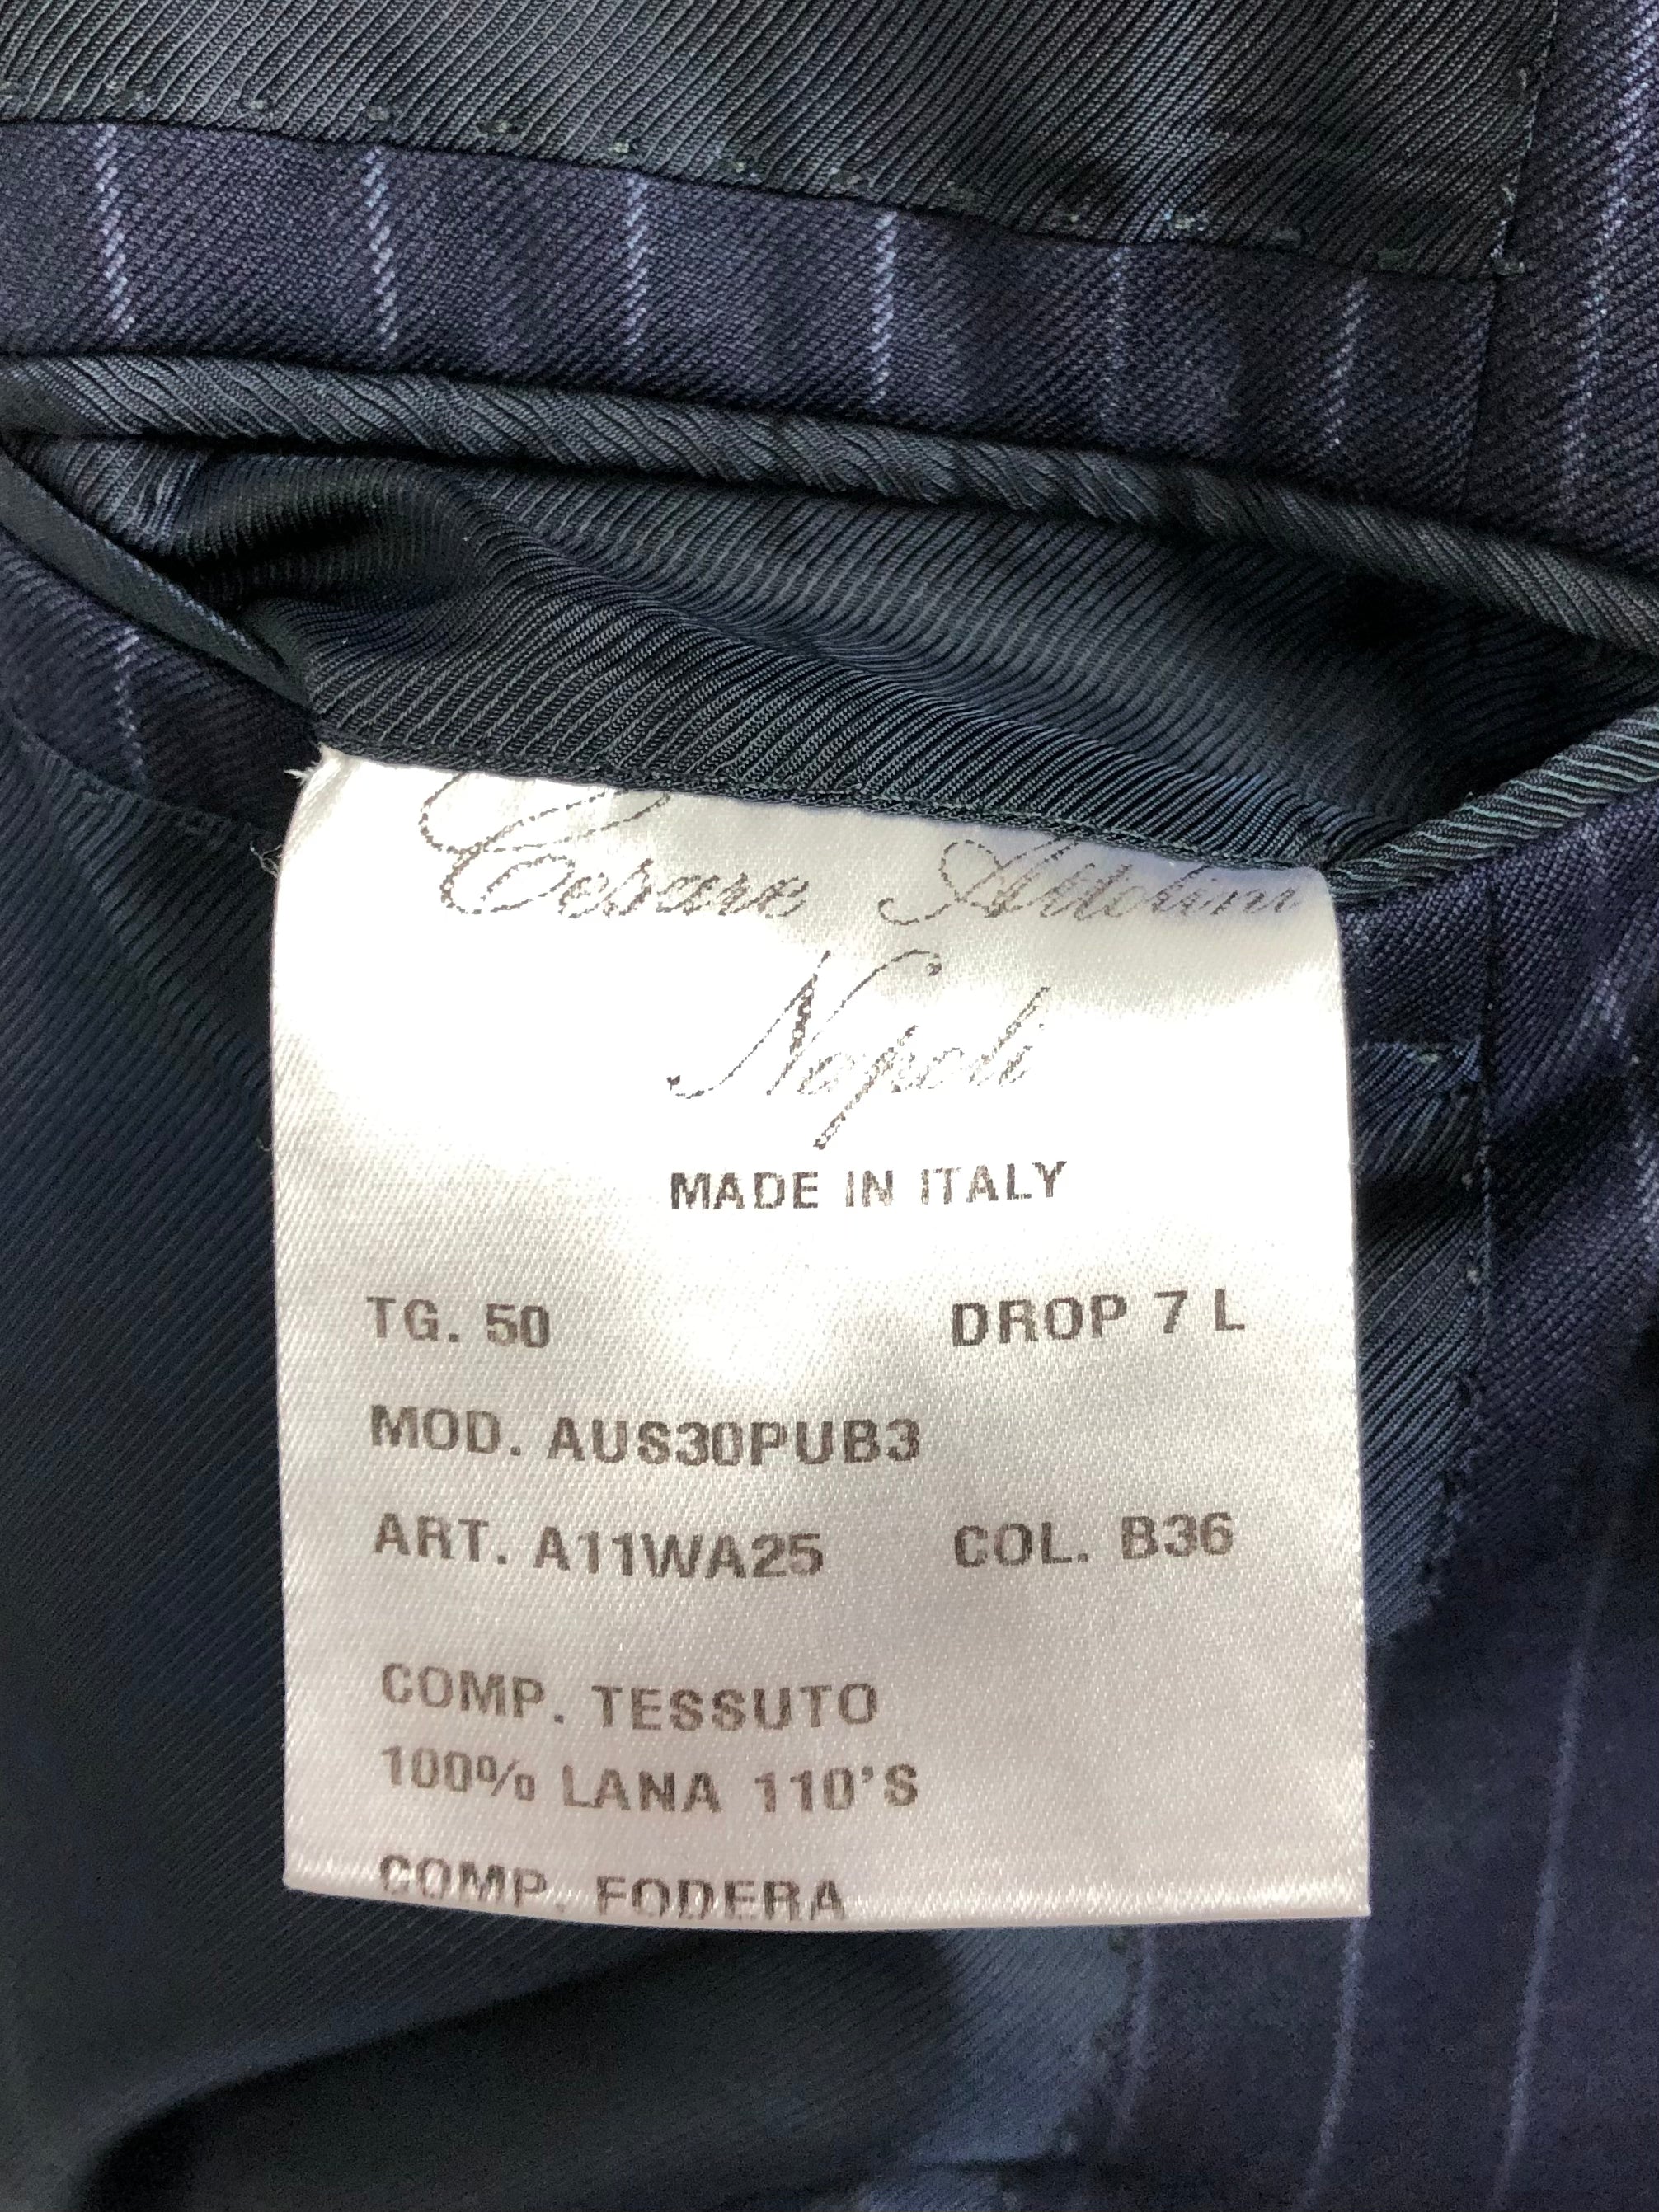 Cesare Attolini
Napoli
MADE IN ITALY
TG. 50 DROP 7 L
MOD. AUS30PUB3
ART. A11WA25 COL. B36
COMP. TESSUTO
100% LANA 110'S
COMP. FODERA